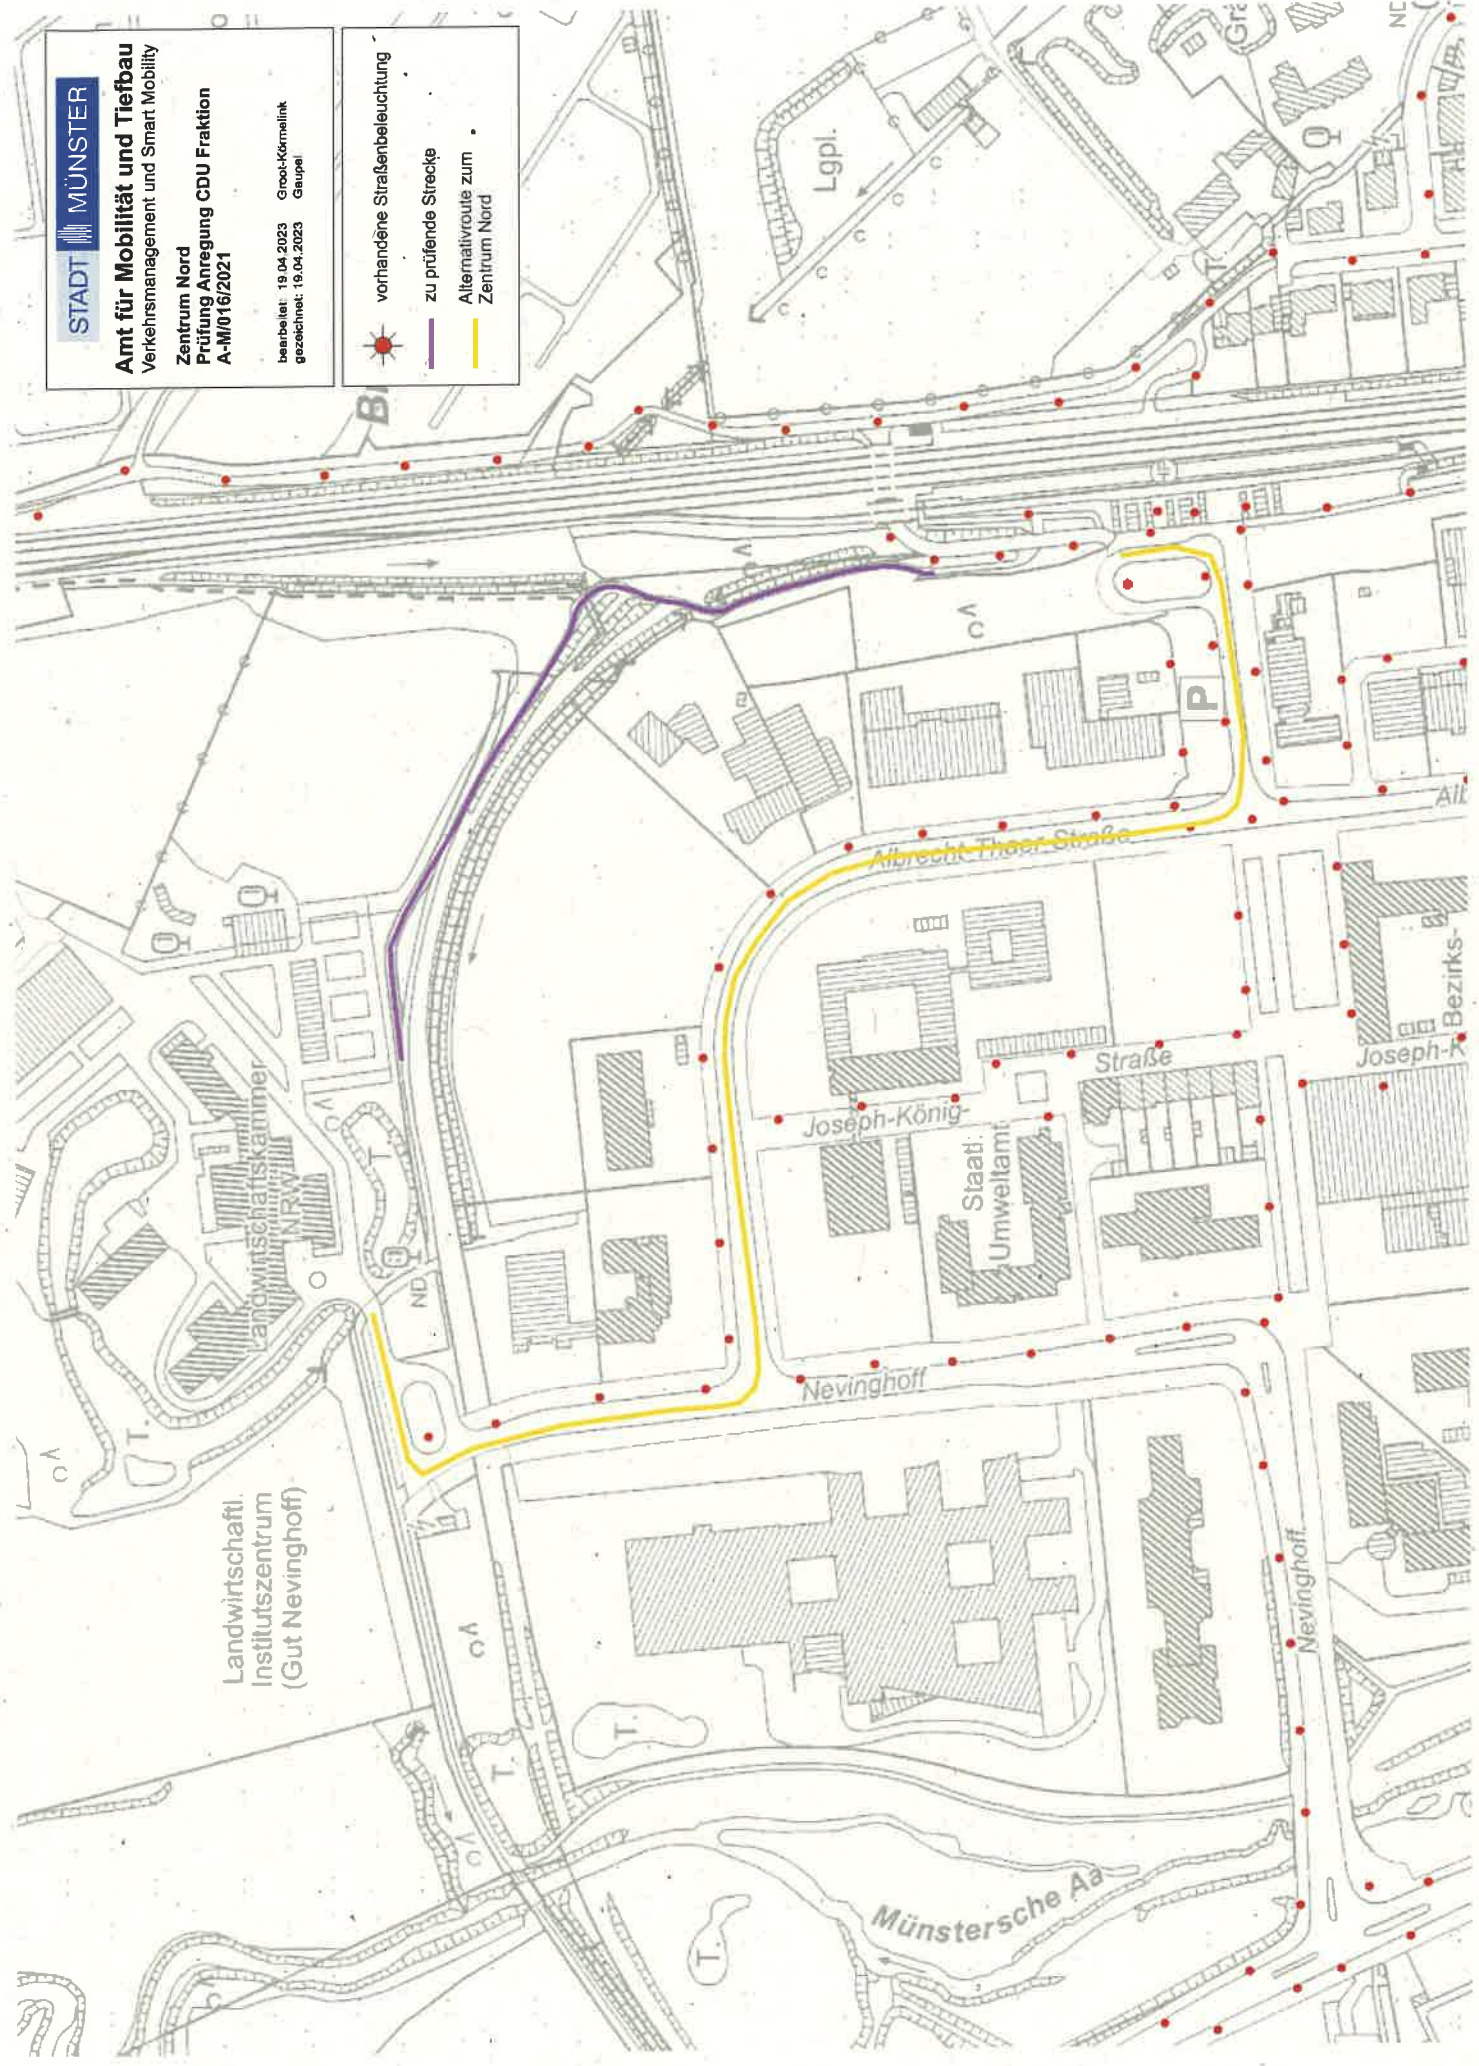 STADT MÜNSTER
Amt für Mobilität und Tiefbau
Verkehrsmanagement und Smart Mobility
Zentrum Nord
Prüfung Anregung CDU Fraktion
A-M/016/2021
bearbeitet: 19.04.2023 Groot-Körmelink
gezeichnet: 19.04.2023 Gaupel
vorhandene Straßenbeleuchtung
zu prüfende Strecke
Alternativroute zum
Zentrum Nord
Lgpl.
ND
T.
P
Albrecht-Thaer-Straße
Joseph-König-
Straße
Joseph-K
Bezirks-
Staatl.
Umweltamt
Landwirtschaftskammer
NRW
T.
ND
Nevinghoff
Nevinghoff
T.
Landwirtschaftl.
Institutszentrum
(Gut Nevinghoff)
T.
T.
T.
Münstersche Aa